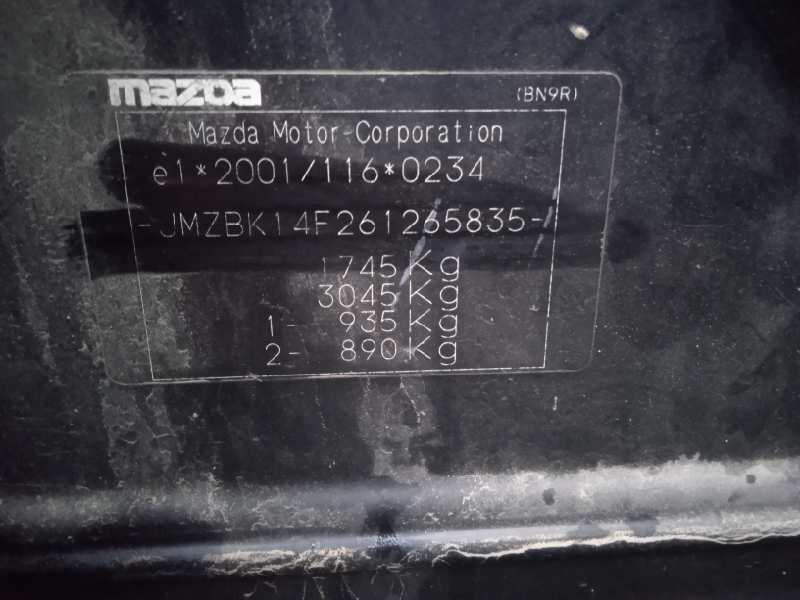 mazda (BN9R)
Mazda Motor Corporation
e1*2001/116*0234
-JMZBK14F261265835-
1745Kg
3045Kg
1- 935Kg
2- 890Kg